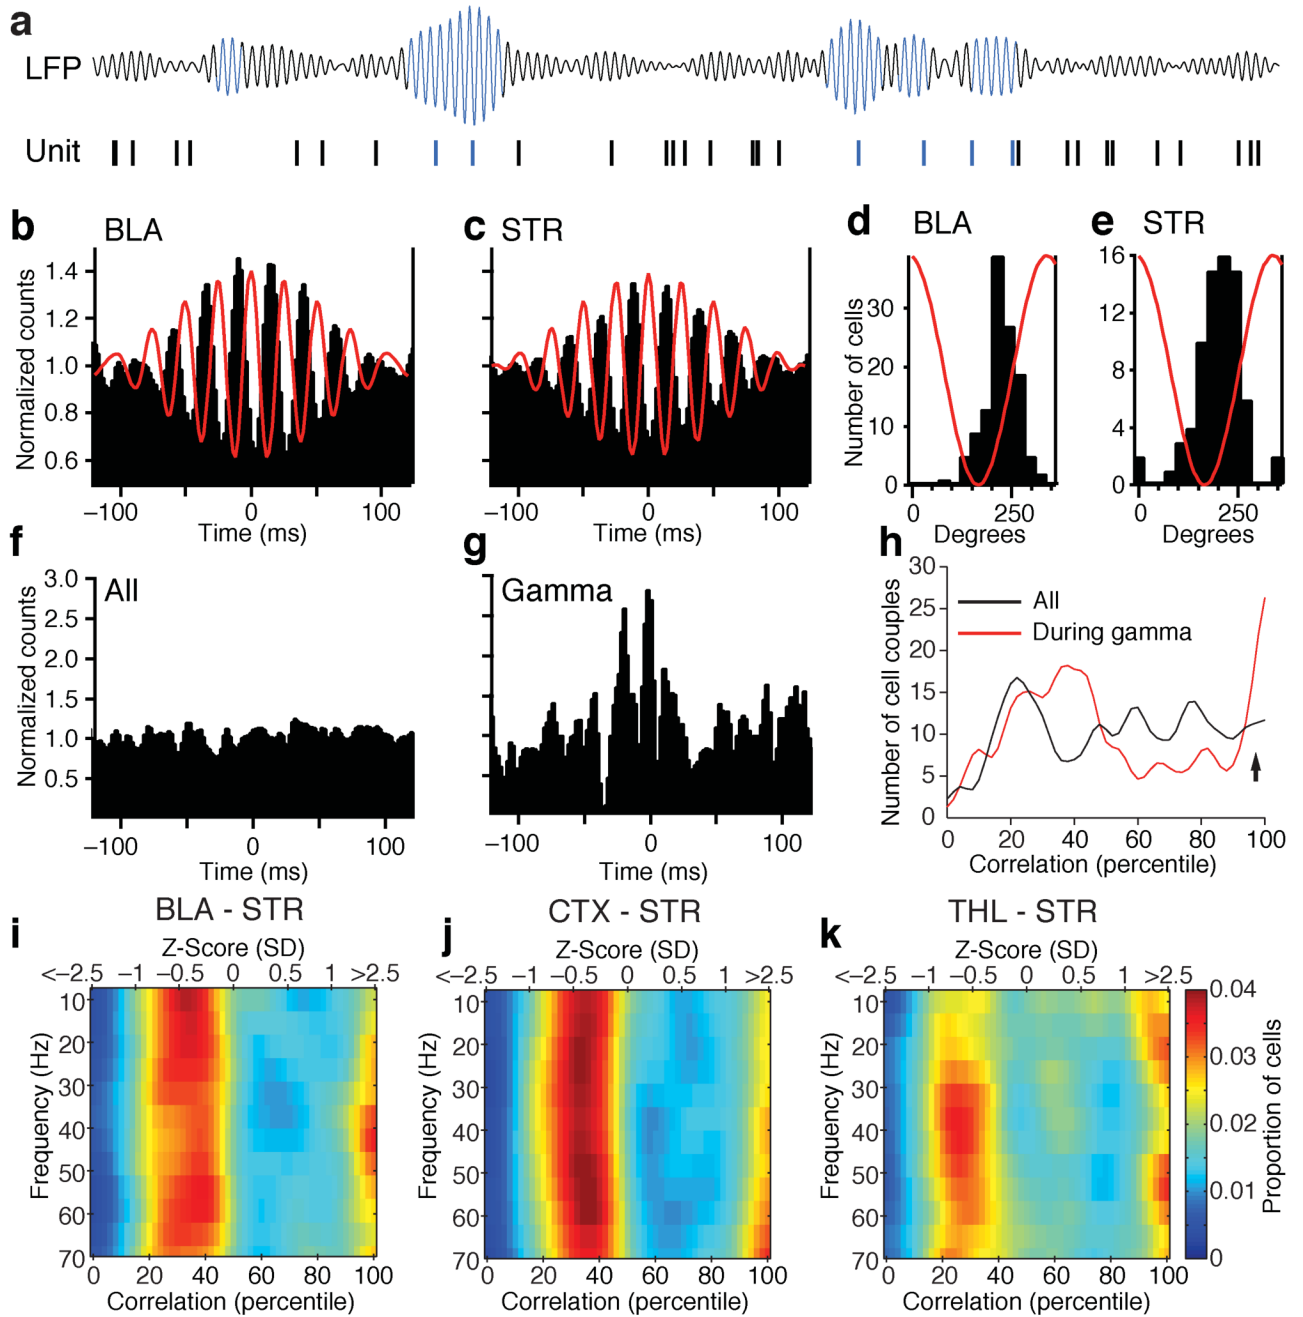 a
LFP
Unit
b BLA
c STR
d BLA
e STR
Normalized counts
1.4
1.2
1.0
0.8
0.6
−100 0 100
Time (ms)
−100 0 100
Time (ms)
Number of cells
30
20
10
0
0 250
Degrees
16
12
8
4
0
0 250
Degrees
f All
Normalized counts
3.0
2.5
2.0
1.5
1.0
0.5
−100 0 100
Time (ms)
g Gamma
−100 0 100
Time (ms)
h
Number of cell couples
30
25
20
15
10
5
0
All
During gamma
0 20 40 60 80 100
Correlation (percentile)
i BLA - STR
Z-Score (SD)
<−2.5 −1 −0.5 0 0.5 1 >2.5
Frequency (Hz)
10
20
30
40
50
60
70
0 20 40 60 80 100
Correlation (percentile)
j CTX - STR
Z-Score (SD)
<−2.5 −1 −0.5 0 0.5 1 >2.5
Frequency (Hz)
10
20
30
40
50
60
70
0 20 40 60 80 100
Correlation (percentile)
k THL - STR
Z-Score (SD)
<−2.5 −1 −0.5 0 0.5 1 >2.5
Frequency (Hz)
10
20
30
40
50
60
70
0 20 40 60 80 100
Correlation (percentile)
0.04
0.03
0.02
0.01
0
Proportion of cells